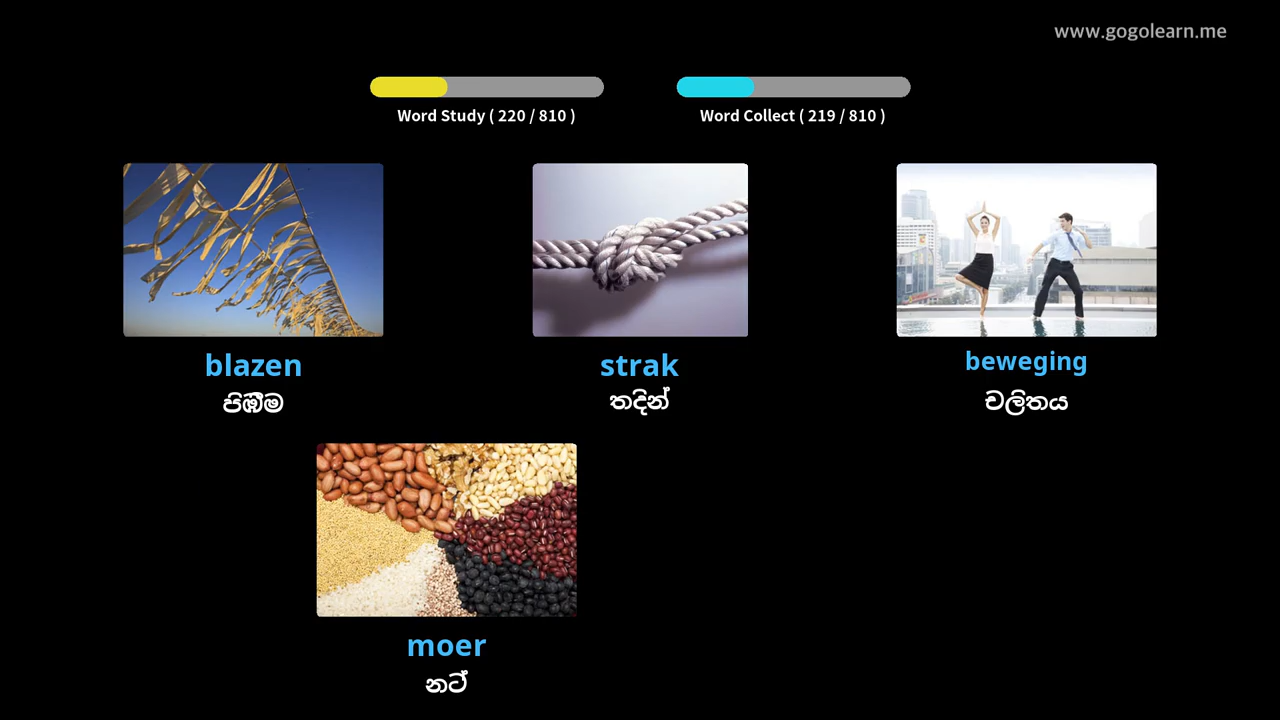 www.gogolearn.me
Word Study ( 220 / 810 )
Word Collect ( 219 / 810 )
blazen
පිඹීම
strak
තදින්
beweging
චලිතය
moer
නට්